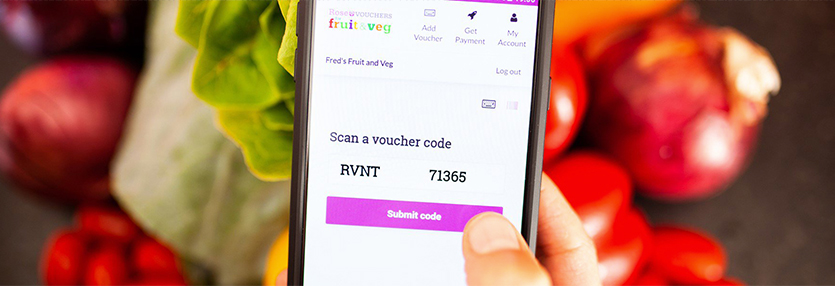 Rose VOUCHERS
for fruit & veg
Add Voucher
Get Payment
My Account
Fred's Fruit and Veg
Log out
Scan a voucher code
RVNT 71365
Submit code